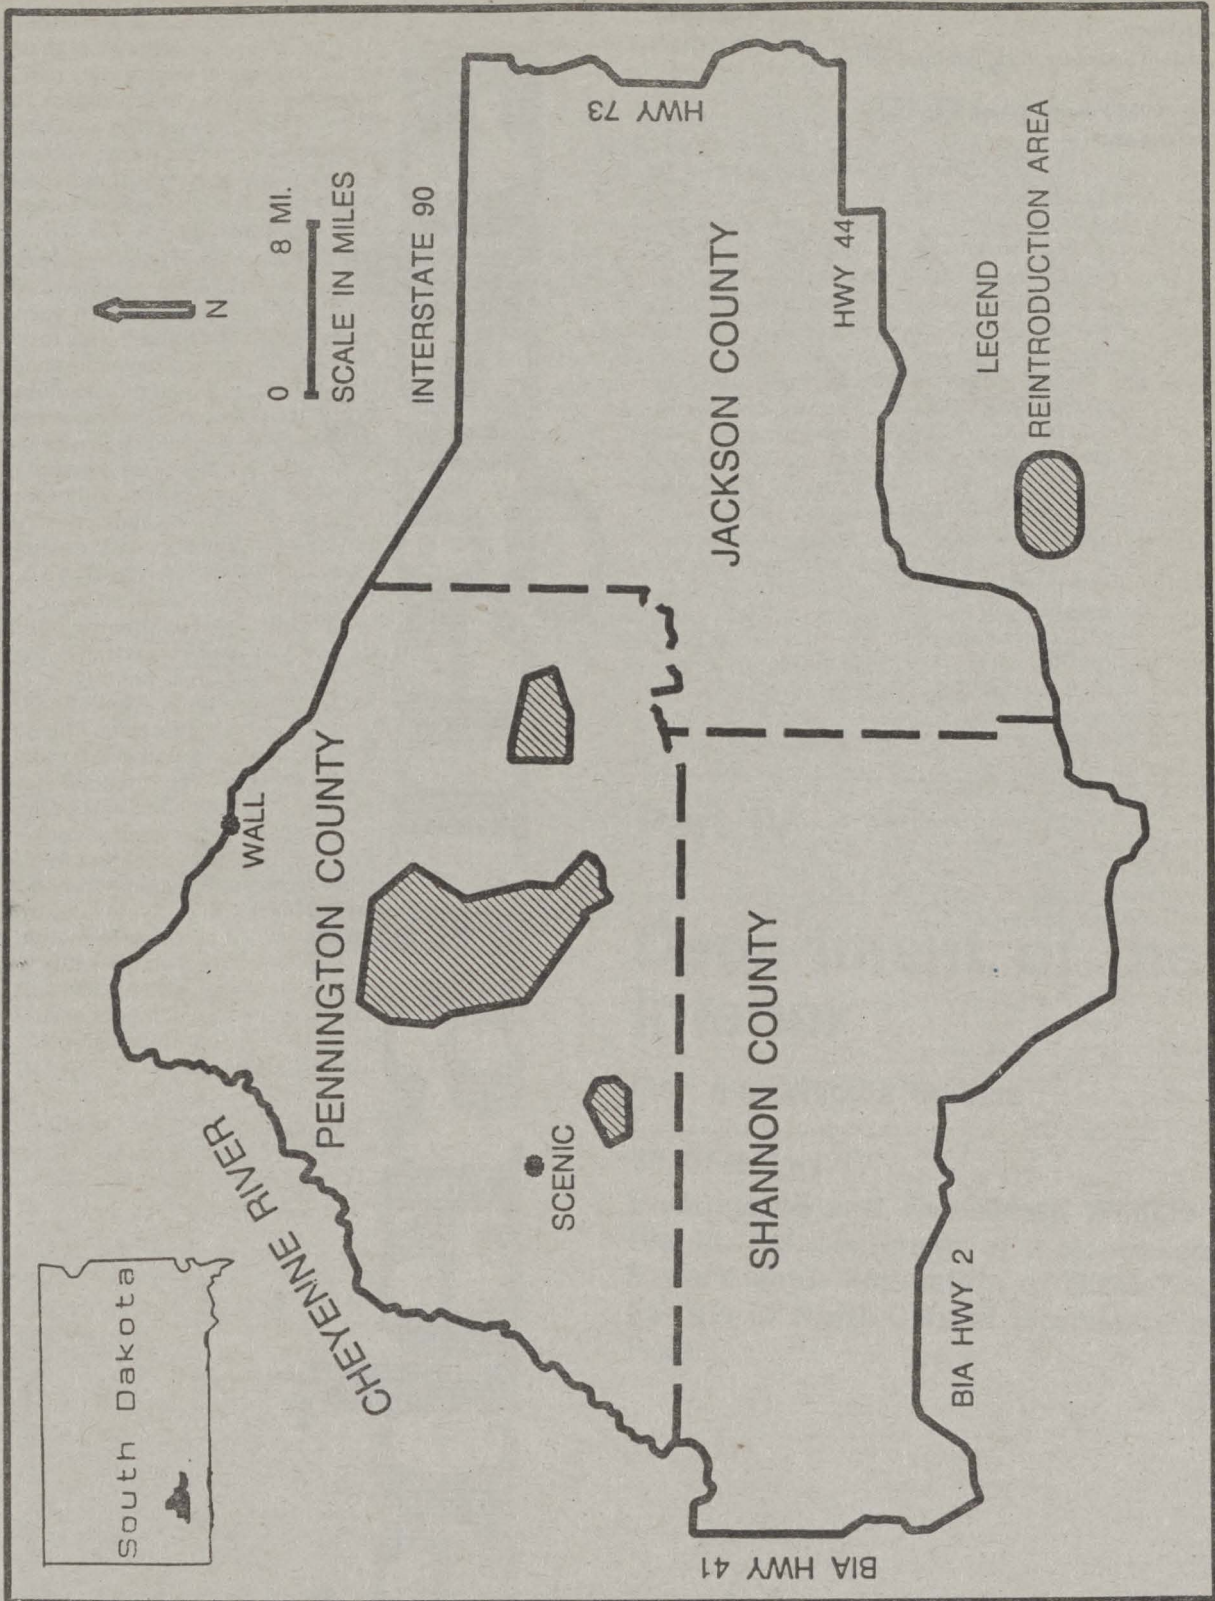 South Dakota
CHEYENNE RIVER
WALL
N
0 8 MI.
SCALE IN MILES
PENNINGTON COUNTY
INTERSTATE 90
SCENIC
HWY 73
SHANNON COUNTY
JACKSON COUNTY
HWY 44
BIA HWY 41
BIA HWY 2
LEGEND
REINTRODUCTION AREA